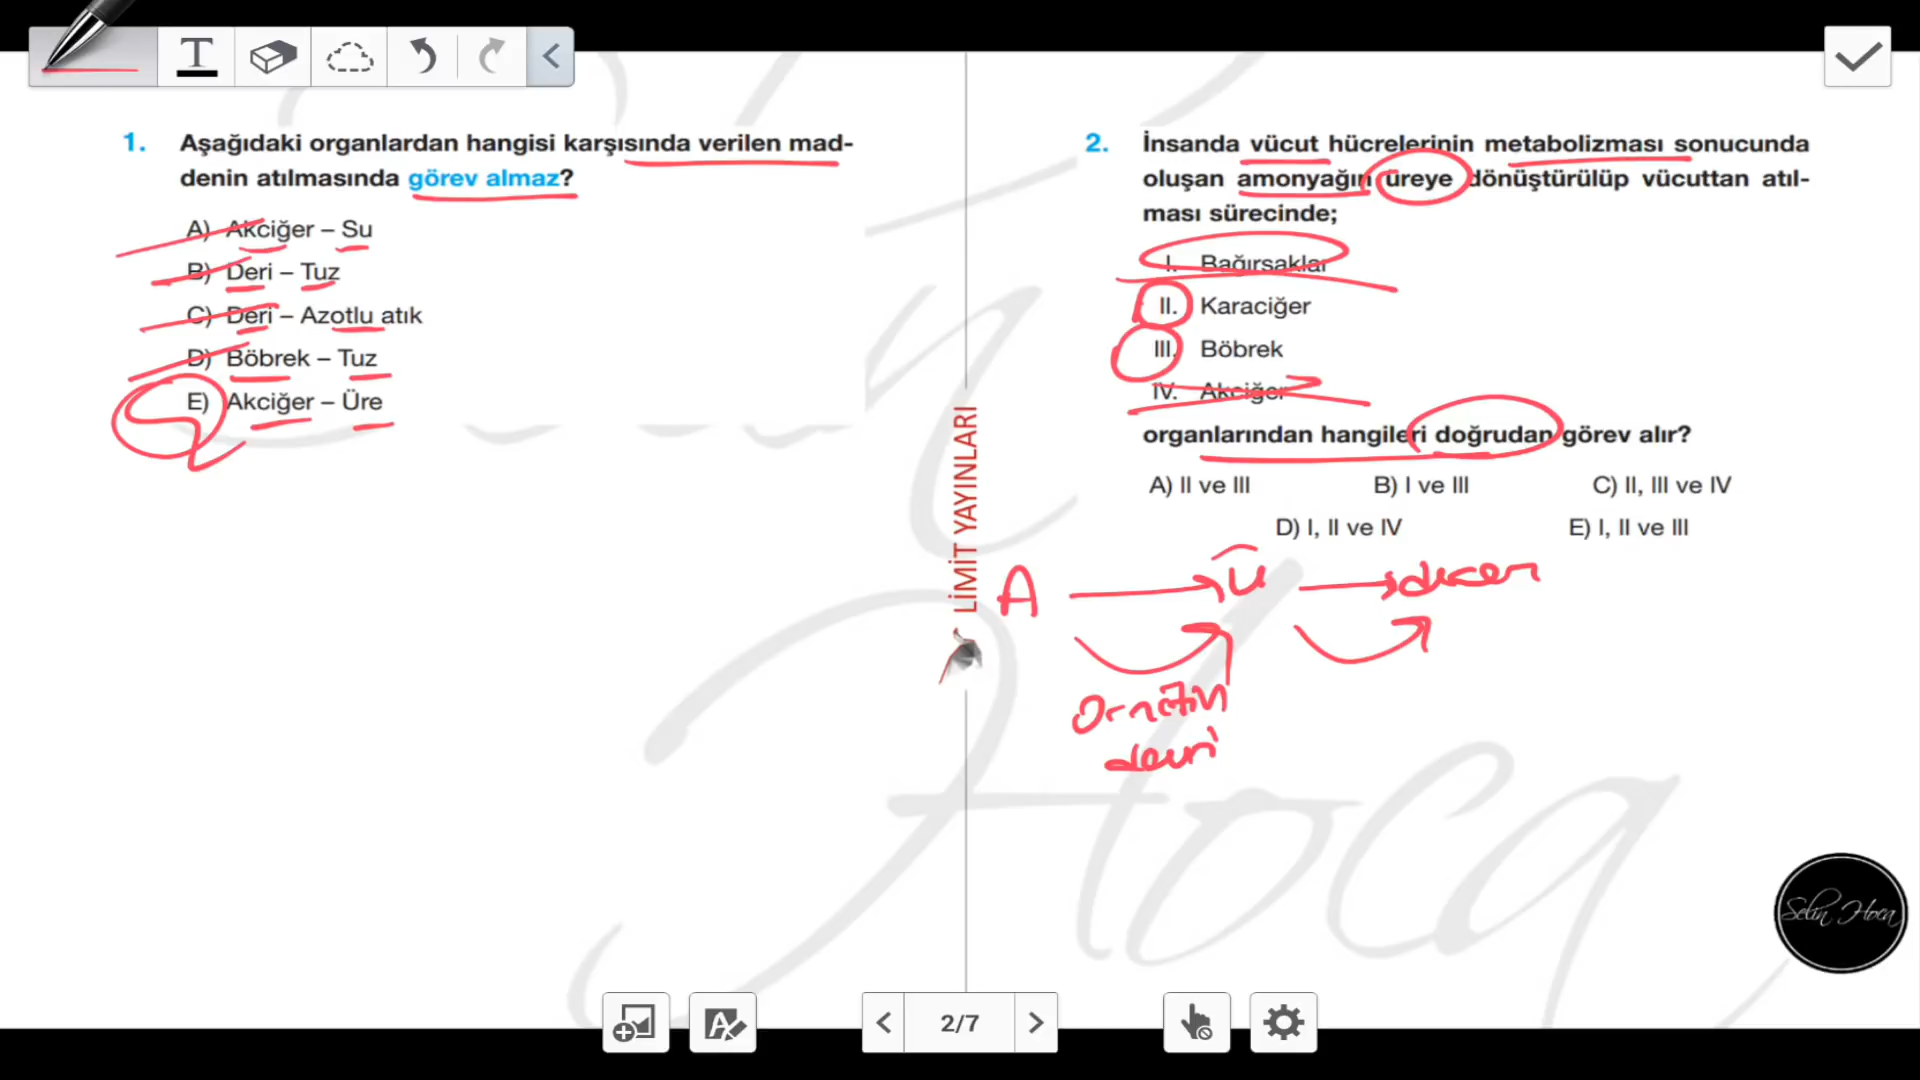 T
1. Aşağıdaki organlardan hangisi karşısında verilen mad-
denin atılmasında görev almaz?
A) Akciğer – Su
B) Deri – Tuz
C) Deri – Azotlu atık
D) Böbrek – Tuz
E) Akciğer – Üre
LİMİT YAYINLARI
2. İnsanda vücut hücrelerinin metabolizması sonucunda
oluşan amonyağın üreye dönüştürülüp vücuttan atıl-
ması sürecinde;
I. Bağırsaklar
II. Karaciğer
III. Böbrek
IV. Akciğer
organlarından hangileri doğrudan görev alır?
A) II ve III B) I ve III C) II, III ve IV
D) I, II ve IV E) I, II ve III
A
Ornitin
Hoca
Selin Hoca
2/7